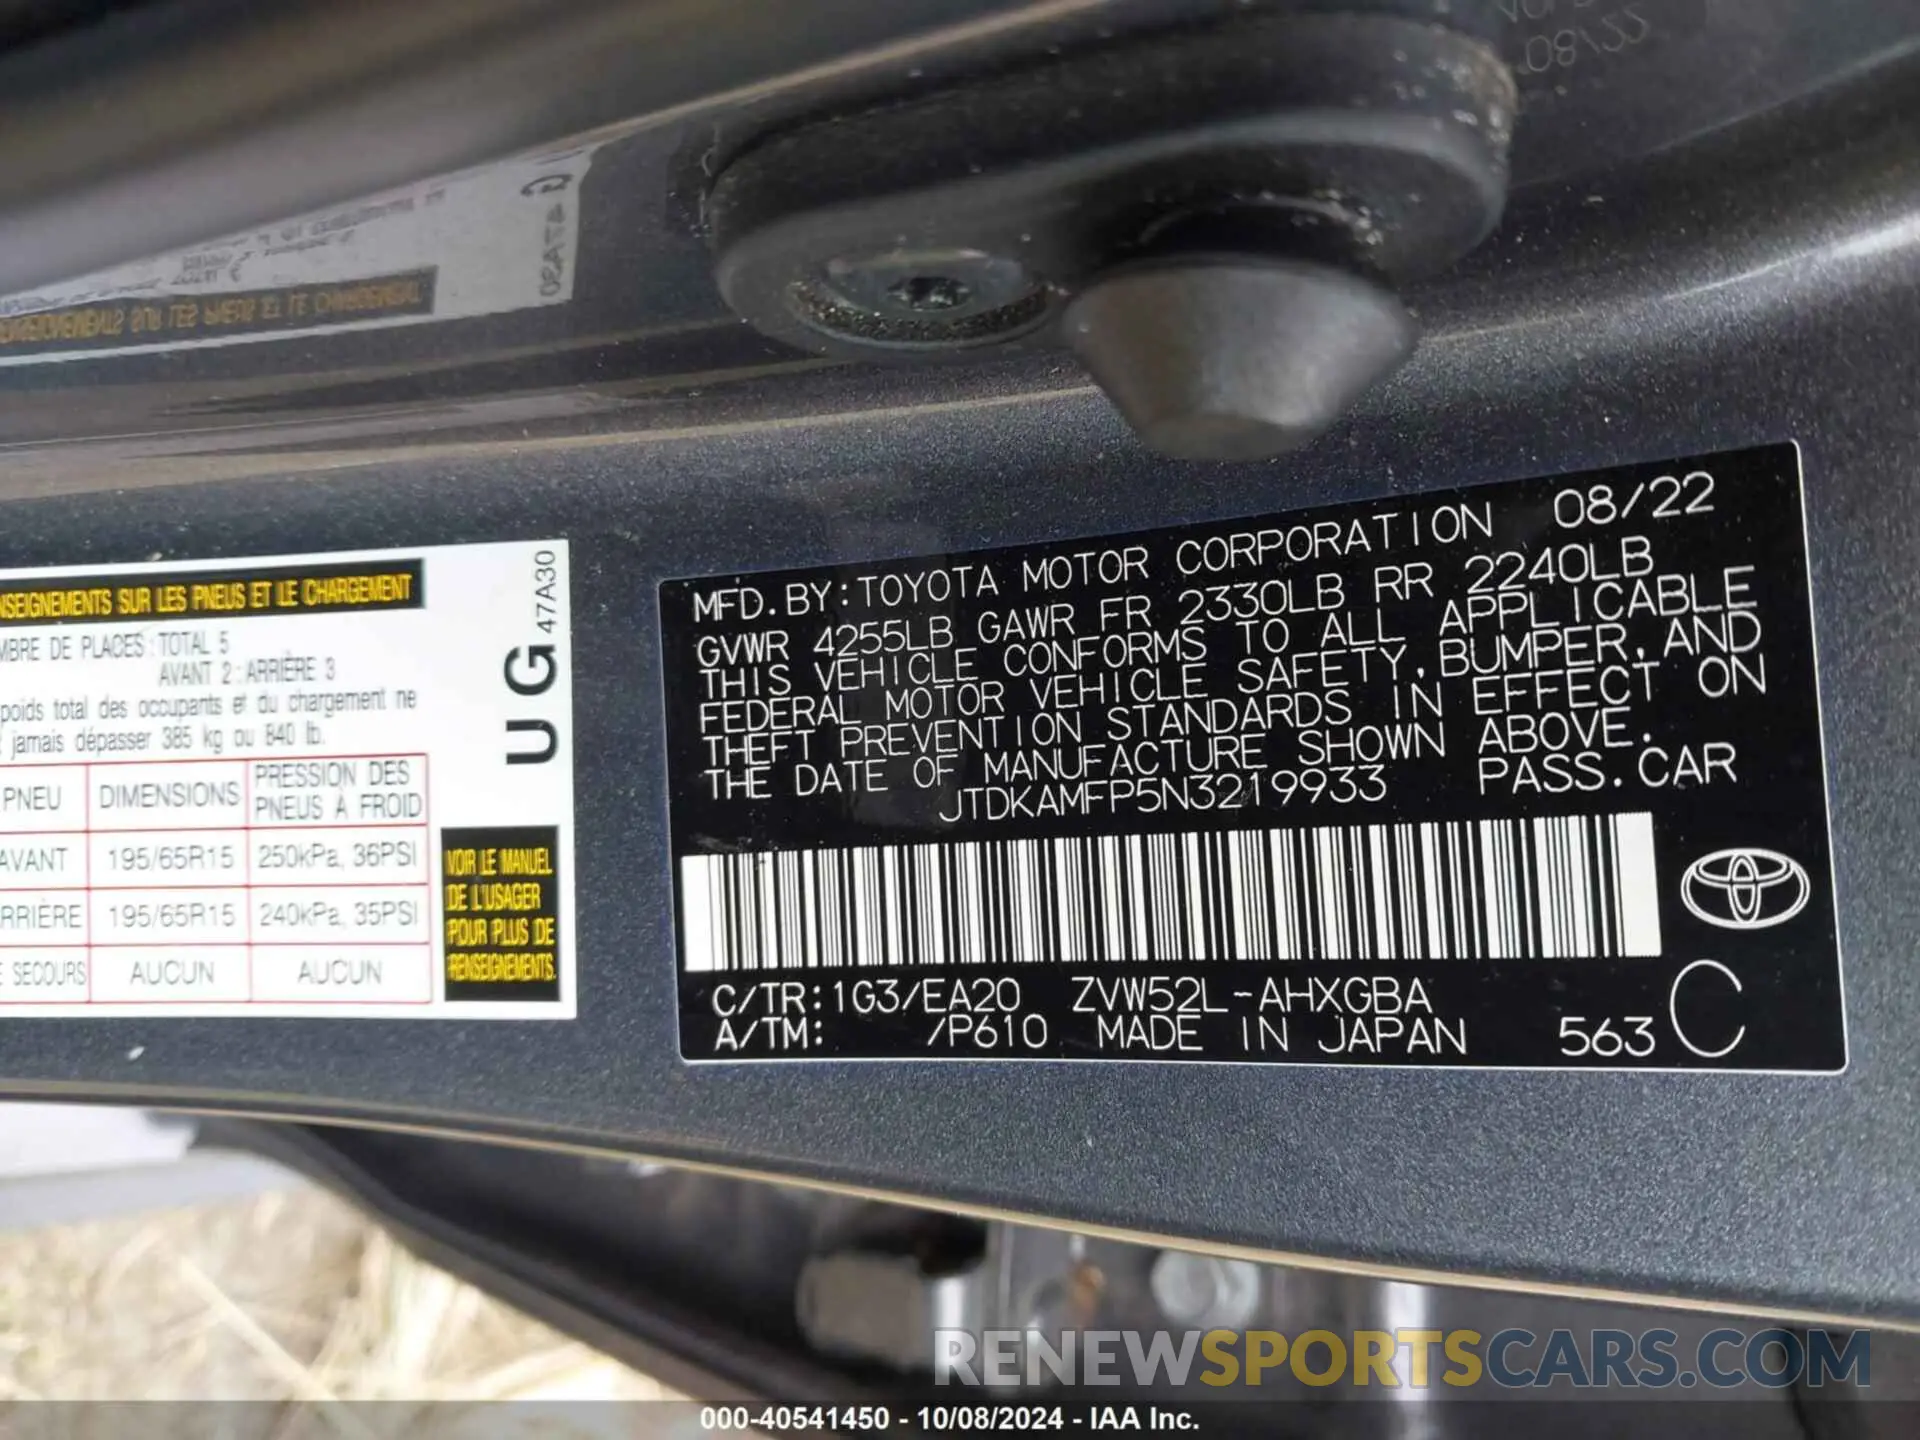 08/22
NSEIGNEMENTS SUR LES PNEUS ET LE CHARGEMENT
MBRE DE PLACES : TOTAL 5
AVANT 2 : ARRIÈRE 3
poids total des occupants et du chargement ne
jamais dépasser 385 kg ou 840 lb.
PNEU DIMENSIONS PRESSION DES PNEUS À FROID
AVANT 195/65R15 250kPa, 36PSI
RRIÈRE 195/65R15 240kPa, 35PSI
E SECOURS AUCUN AUCUN
UG 47A30
VOIR LE MANUEL
DE L'USAGER
POUR PLUS DE
RENSEIGNEMENTS.
MFD.BY:TOYOTA MOTOR CORPORATION 08/22
GVWR 4255LB GAWR FR 2330LB RR 2240LB
THIS VEHICLE CONFORMS TO ALL APPLICABLE
FEDERAL MOTOR VEHICLE SAFETY,BUMPER,AND
THEFT PREVENTION STANDARDS IN EFFECT ON
THE DATE OF MANUFACTURE SHOWN ABOVE.
JTDKAMFP5N3219933 PASS.CAR
C/TR:1G3/EA20 ZVW52L-AHXGBA
A/TM: /P610 MADE IN JAPAN 563 C
RENEWSPORTSCARS.COM
000-40541450 - 10/08/2024 - IAA Inc.